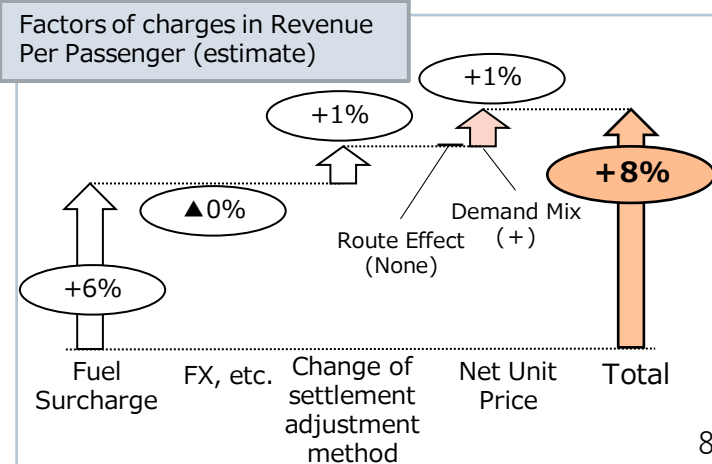 Factors of charges in Revenue
Per Passenger (estimate)
+1%
+1%
+8%
▲0%
Demand Mix
(+)
Route Effect
(None)
+6%
Fuel
Surcharge
FX, etc.
Change of
settlement
adjustment
method
Net Unit
Price
Total
8